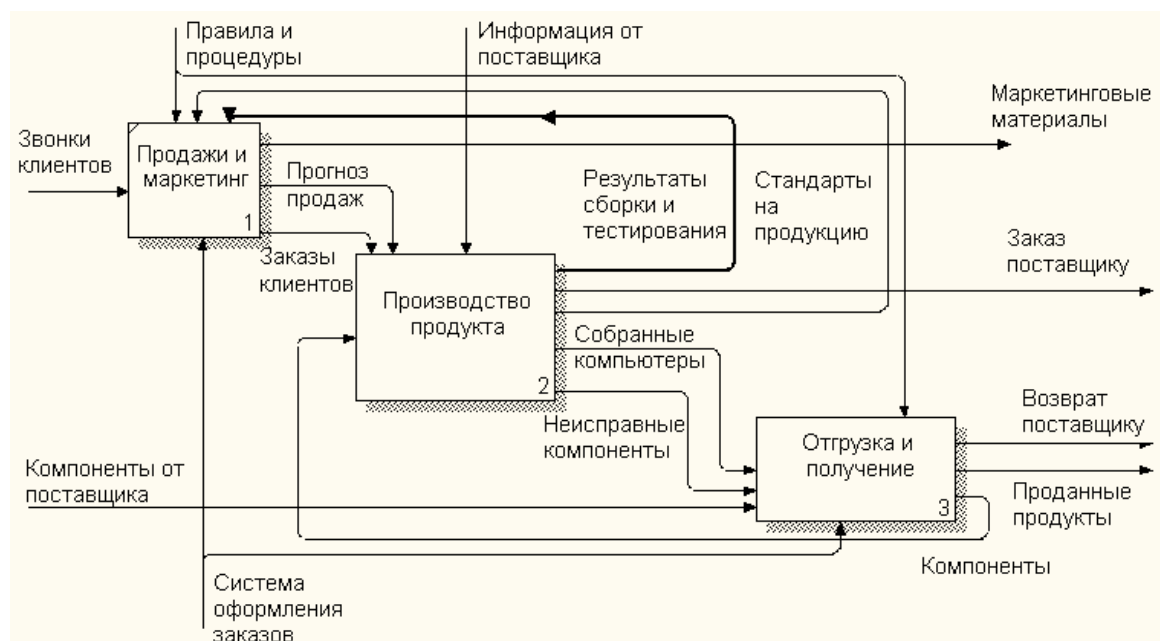 Правила и
процедуры
Информация от
поставщика
Маркетинговые
материалы
Звонки
клиентов
Продажи и
маркетинг
1
Прогноз
продаж
Результаты
сборки и
тестирования
Стандарты
на
продукцию
Заказы
клиентов
Заказ
поставщику
Производство
продукта
2
Собранные
компьютеры
Неисправные
компоненты
Возврат
поставщику
Отгрузка и
получение
3
Компоненты от
поставщика
Проданные
продукты
Компоненты
Система
оформления
заказов